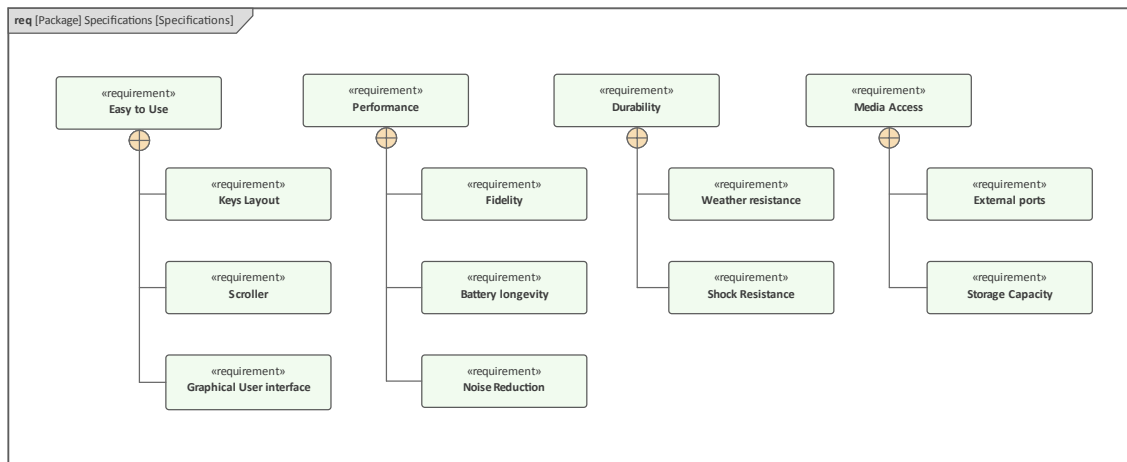 req [Package] Specifications [Specifications]
«requirement»
Easy to Use
«requirement»
Performance
«requirement»
Durability
«requirement»
Media Access
«requirement»
Keys Layout
«requirement»
Fidelity
«requirement»
Weather resistance
«requirement»
External ports
«requirement»
Scroller
«requirement»
Battery longevity
«requirement»
Shock Resistance
«requirement»
Storage Capacity
«requirement»
Graphical User interface
«requirement»
Noise Reduction